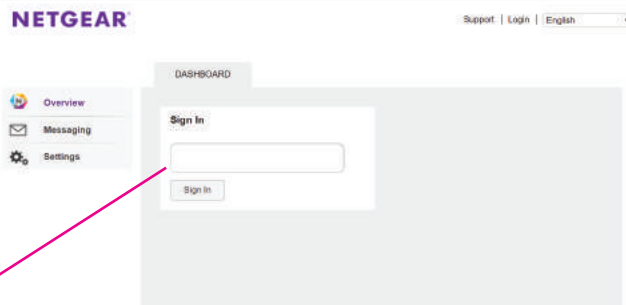 NETGEAR
Support | Login | English
DASHBOARD
Overview
Messaging
Settings
Sign In
Sign In